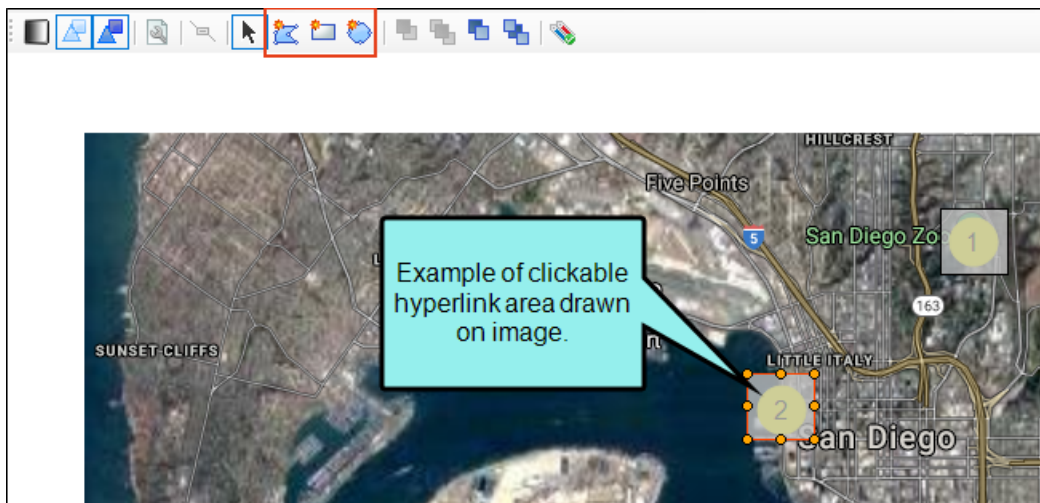 HILLCREST
Five Points
5
San Diego Zo
1
Example of clickable
hyperlink area drawn
on image.
163
SUNSET CLIFFS
LITTLE ITALY
2
San Diego